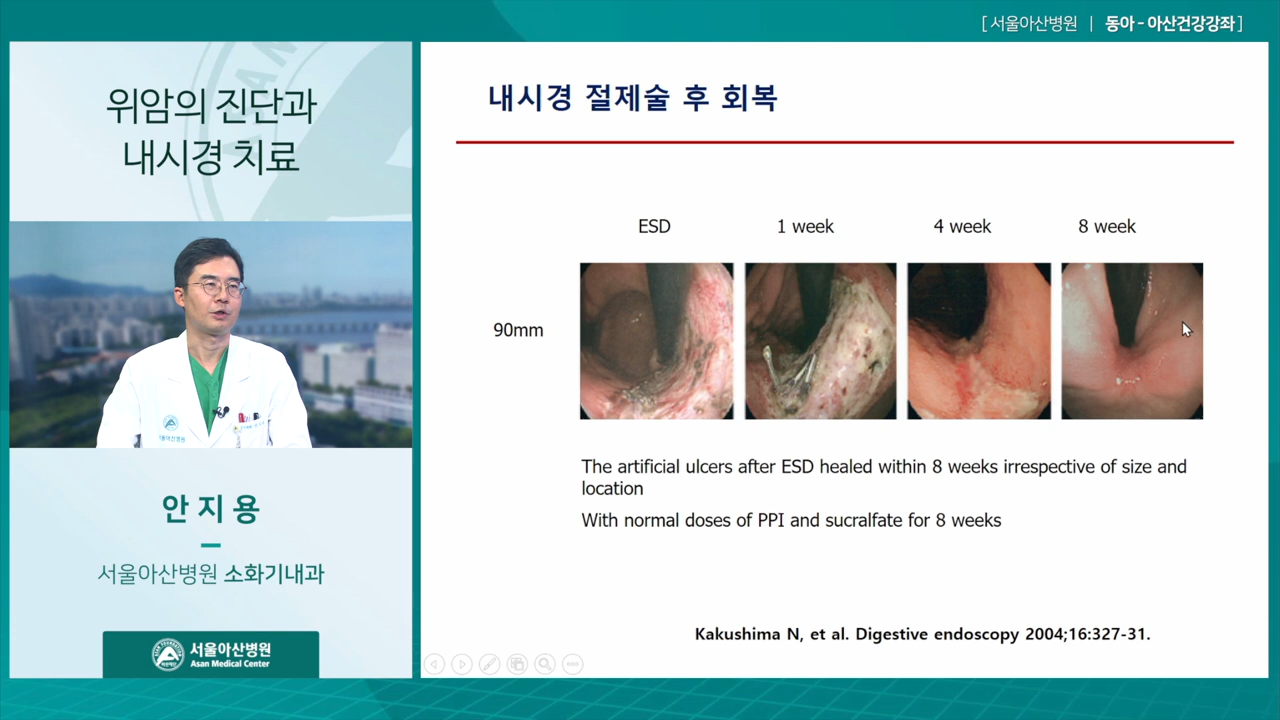 [ 서울아산병원 | 동아 - 아산건강강좌 ]
위암의 진단과
내시경 치료
안 지 용
서울아산병원 소화기내과
서울아산병원
Asan Medical Center
내시경 절제술 후 회복
ESD 1 week 4 week 8 week
90mm
The artificial ulcers after ESD healed within 8 weeks irrespective of size and
location
With normal doses of PPI and sucralfate for 8 weeks
Kakushima N, et al. Digestive endoscopy 2004;16:327-31.